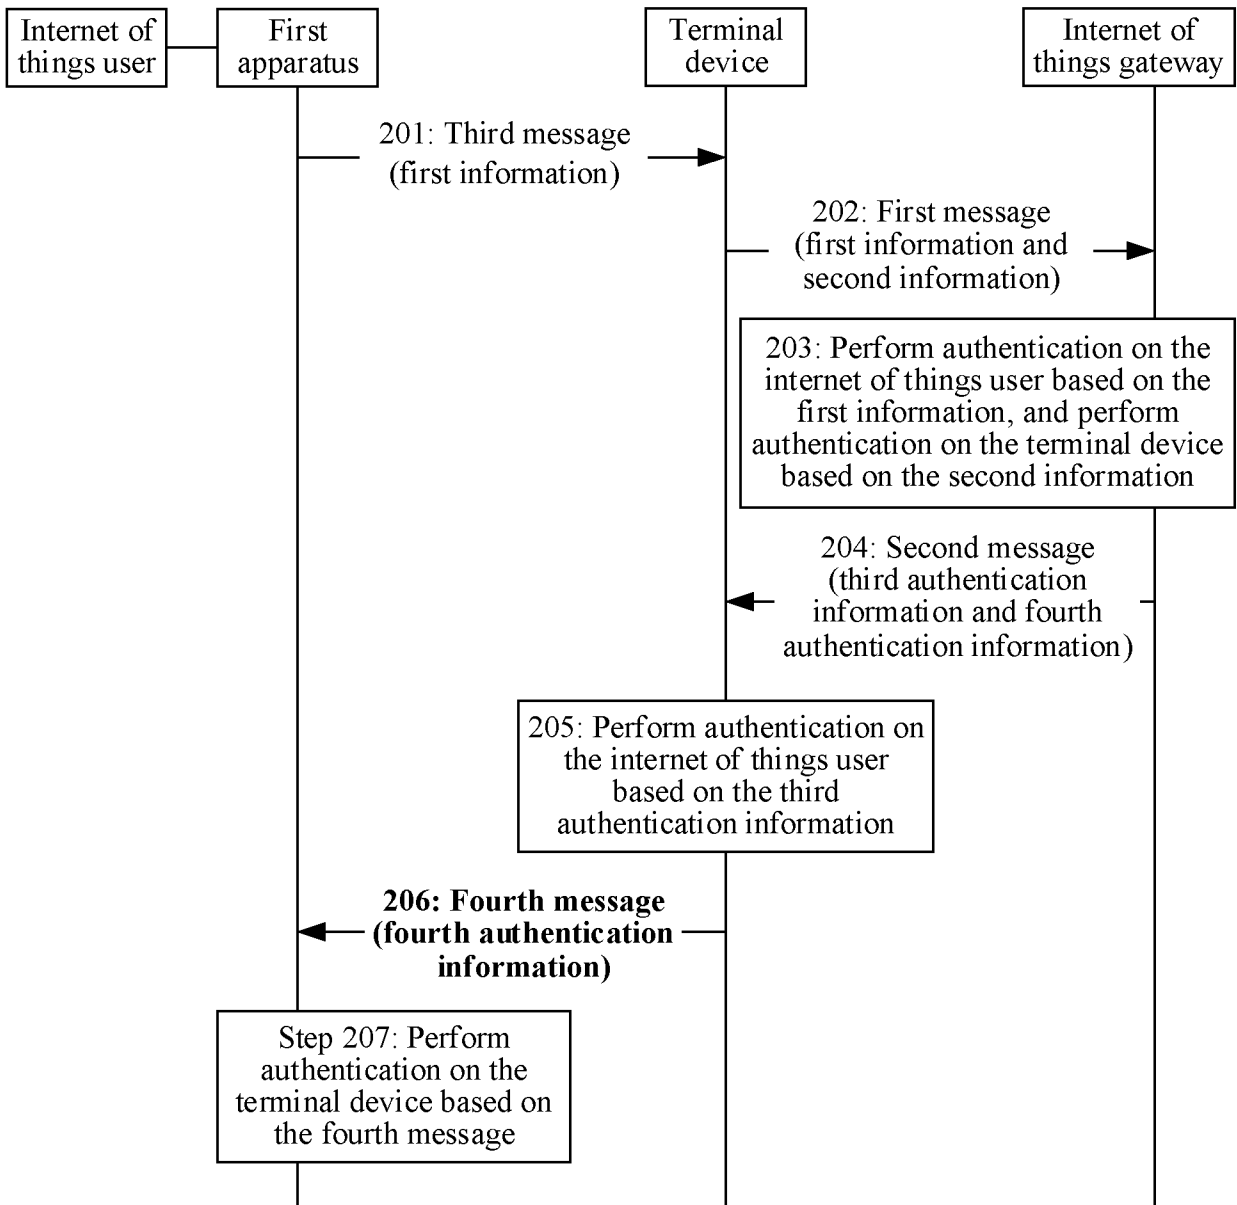 Internet of
things user
First
apparatus
Terminal
device
Internet of
things gateway
201: Third message
(first information)
202: First message
(first information and
second information)
203: Perform authentication on the
internet of things user based on the
first information, and perform
authentication on the terminal device
based on the second information
204: Second message
(third authentication
information and fourth
authentication information)
205: Perform authentication on
the internet of things user
based on the third
authentication information
206: Fourth message
(fourth authentication
information)
Step 207: Perform
authentication on the
terminal device based on
the fourth message